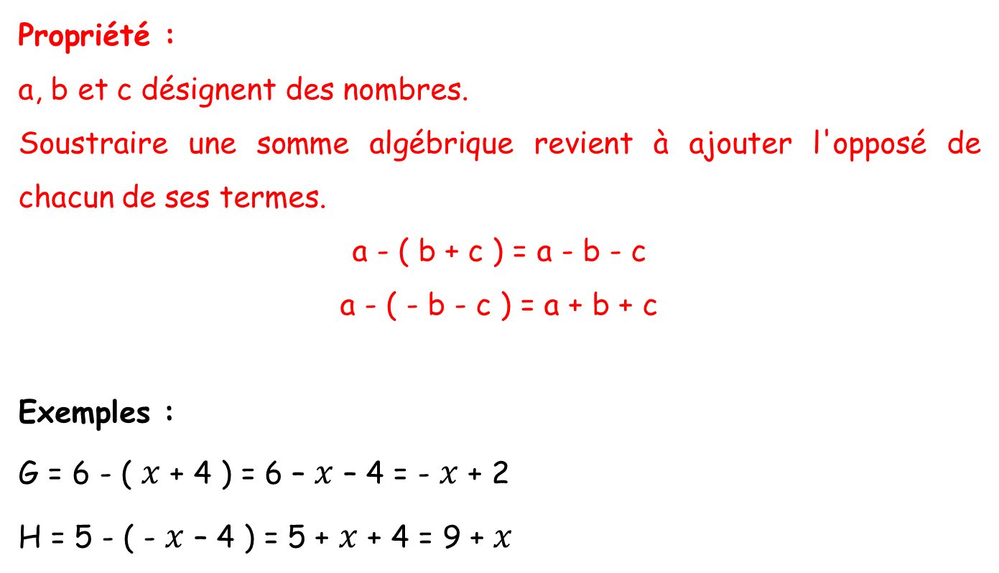 Propriété :
a, b et c désignent des nombres.
Soustraire une somme algébrique revient à ajouter l'opposé de
chacun de ses termes.
a - ( b + c ) = a - b - c
a - ( - b - c ) = a + b + c
Exemples :
G = 6 - ( 𝑥 + 4 ) = 6 – 𝑥 – 4 = - 𝑥 + 2
H = 5 - ( - 𝑥 – 4 ) = 5 + 𝑥 + 4 = 9 + 𝑥